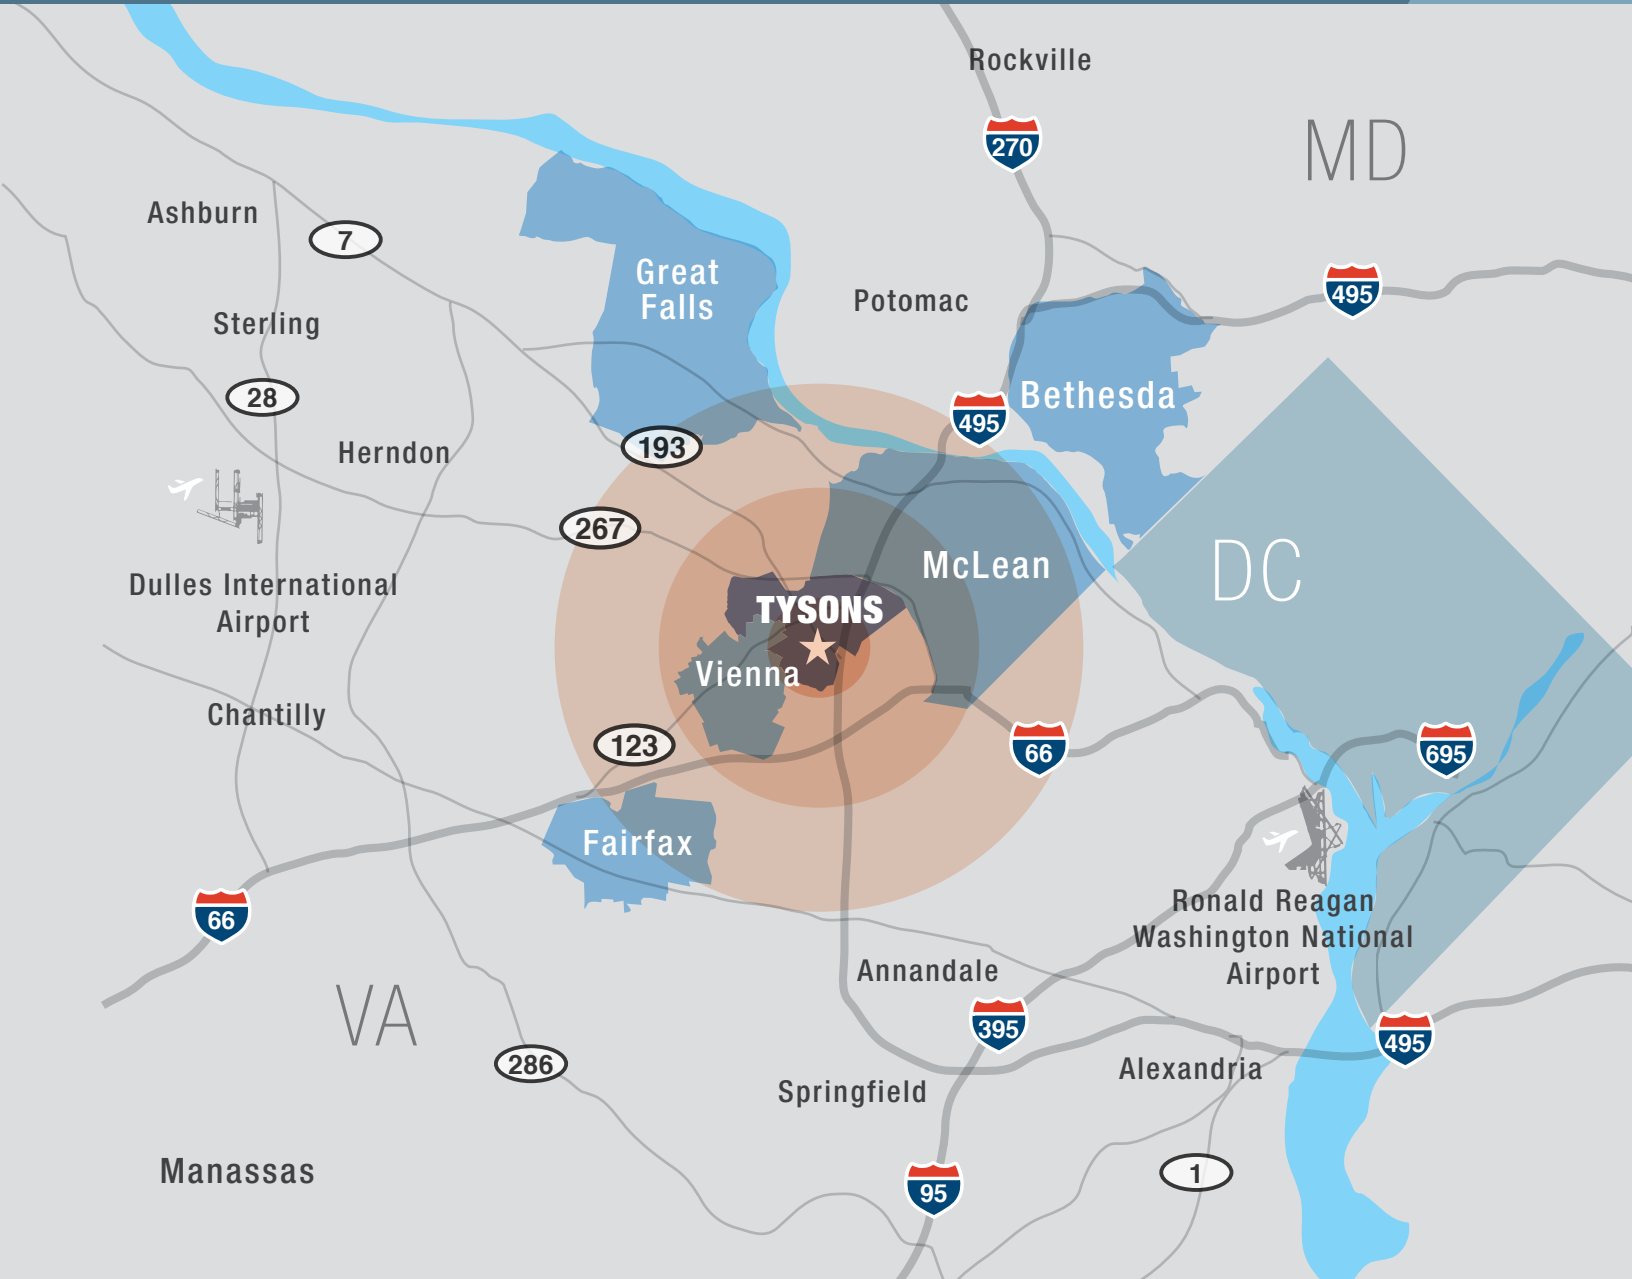 Rockville
270
MD
Ashburn
7
Great
Falls
495
Potomac
Sterling
28
Bethesda
495
193
Herndon
267
McLean
DC
Dulles International
Airport
TYSONS
Vienna
Chantilly
123
66
695
Fairfax
66
Ronald Reagan
Washington National
Airport
Annandale
VA
395
495
286
Alexandria
Springfield
Manassas
1
95